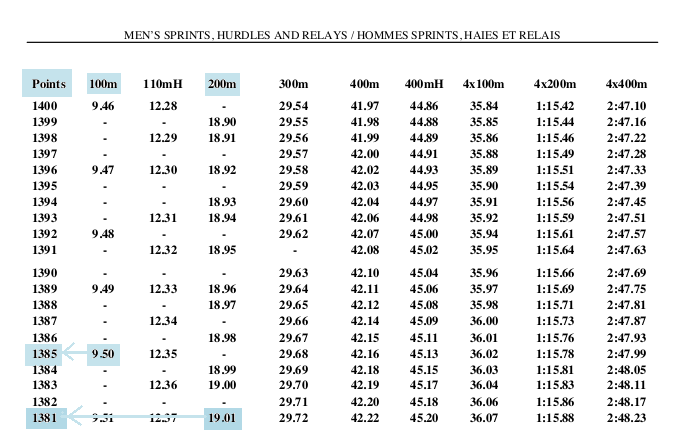 MEN'S SPRINTS, HURDLES AND RELAYS / HOMMES SPRINTS, HAIES ET RELAIS
Points 100m 110mH 200m 300m 400m 400mH 4x100m 4x200m 4x400m
1400 9.46 12.28 - 29.54 41.97 44.86 35.84 1:15.42 2:47.10
1399 - - 18.90 29.55 41.98 44.88 35.85 1:15.44 2:47.16
1398 - 12.29 18.91 29.56 41.99 44.89 35.86 1:15.46 2:47.22
1397 - - - 29.57 42.00 44.91 35.88 1:15.49 2:47.28
1396 9.47 12.30 18.92 29.58 42.02 44.93 35.89 1:15.51 2:47.33
1395 - - - 29.59 42.03 44.95 35.90 1:15.54 2:47.39
1394 - - 18.93 29.60 42.04 44.97 35.91 1:15.56 2:47.45
1393 - 12.31 18.94 29.61 42.06 44.98 35.92 1:15.59 2:47.51
1392 9.48 - - 29.62 42.07 45.00 35.94 1:15.61 2:47.57
1391 - 12.32 18.95 - 42.08 45.02 35.95 1:15.64 2:47.63
1390 - - - 29.63 42.10 45.04 35.96 1:15.66 2:47.69
1389 9.49 12.33 18.96 29.64 42.11 45.06 35.97 1:15.69 2:47.75
1388 - - 18.97 29.65 42.12 45.08 35.98 1:15.71 2:47.81
1387 - 12.34 - 29.66 42.14 45.09 36.00 1:15.73 2:47.87
1386 - - 18.98 29.67 42.15 45.11 36.01 1:15.76 2:47.93
1385 9.50 12.35 - 29.68 42.16 45.13 36.02 1:15.78 2:47.99
1384 - - 18.99 29.69 42.18 45.15 36.03 1:15.81 2:48.05
1383 - 12.36 19.00 29.70 42.19 45.17 36.04 1:15.83 2:48.11
1382 - - - 29.71 42.20 45.18 36.06 1:15.86 2:48.17
1381 9.51 12.37 19.01 29.72 42.22 45.20 36.07 1:15.88 2:48.23